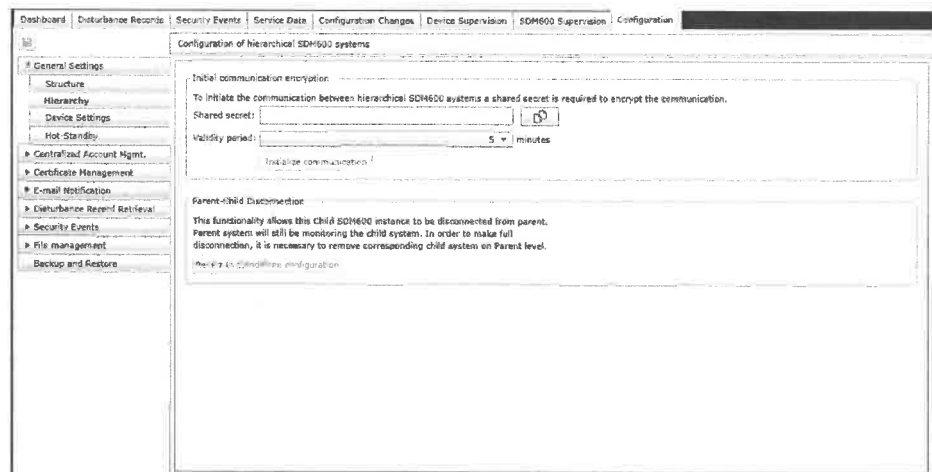 Dashboard Disturbance Records Security Events Service Data Configuration Changes Device Supervision SDM600 Supervision Configuration
Configuration of hierarchical SDM600 systems
General Settings
Structure
Hierarchy
Device Settings
Hot-Standby
Centralized Account Mgmt.
Certificate Management
E-mail Notification
Disturbance Record Retrieval
Security Events
File management
Backup and Restore
Initial communication encryption
To initiate the communication between hierarchical SDM600 systems a shared secret is required to encrypt the communication.
Shared secret:
Validity period: 5 minutes
Initialize communication
Parent-Child Disconnection
This functionality allows this Child SDM600 instance to be disconnected from parent.
Parent system will still be monitoring the child system. In order to make full
disconnection, it is necessary to remove corresponding child system on Parent level.
configuration